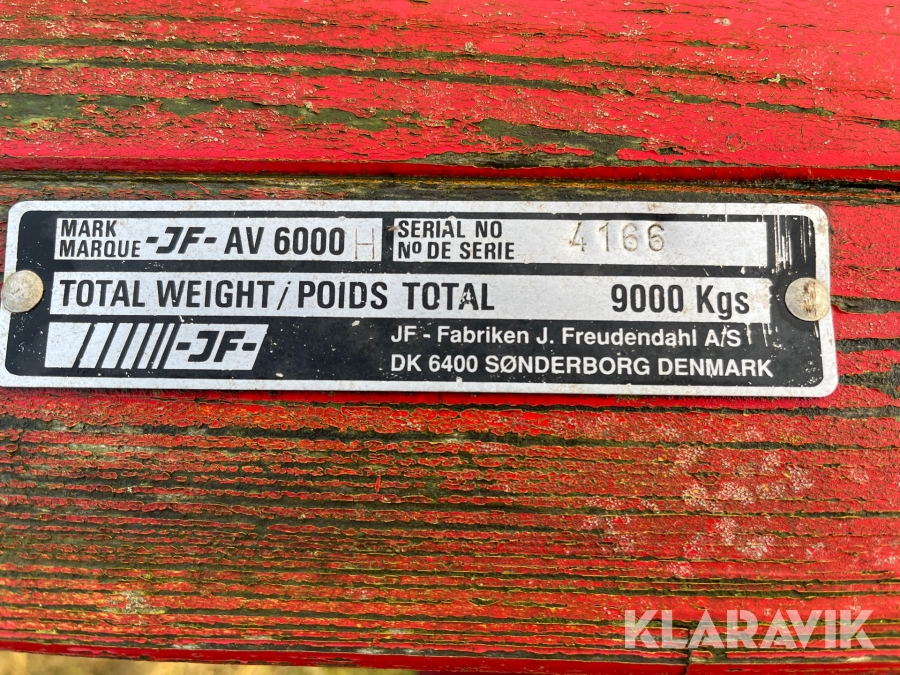 MARK
MARQUE -JF- AV 6000 H
SERIAL NO
Nº DE SERIE 4166
TOTAL WEIGHT/POIDS TOTAL 9000 Kgs
-JF-
JF - Fabriken J. Freudendahl A/S
DK 6400 SØNDERBORG DENMARK
KLARAVIK